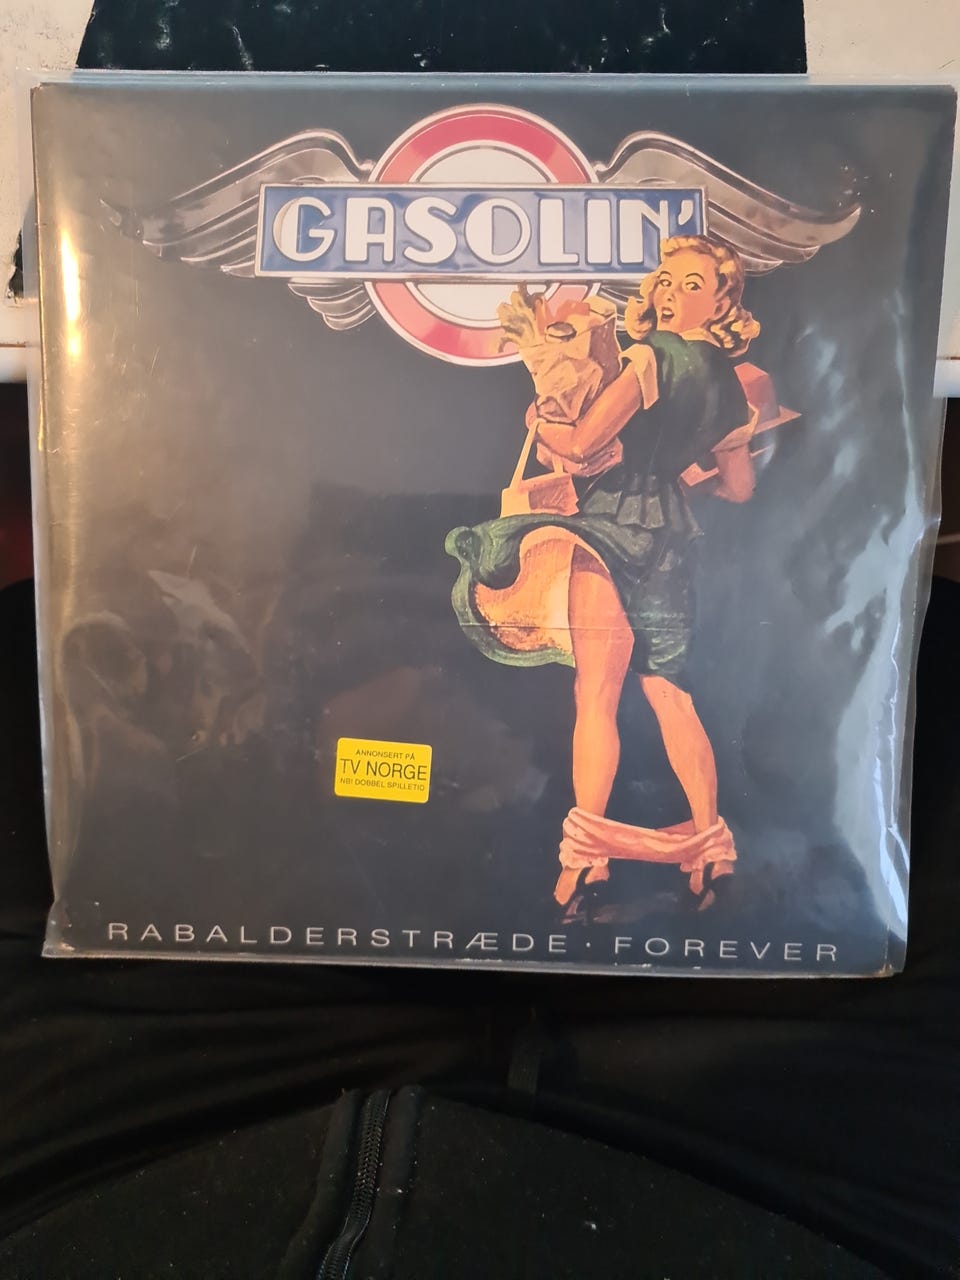 GASOLIN'
ANNONSERT PÅ
TV NORGE
NB! DOBBEL SPILLETID
RABALDERSTRÆDE · FOREVER